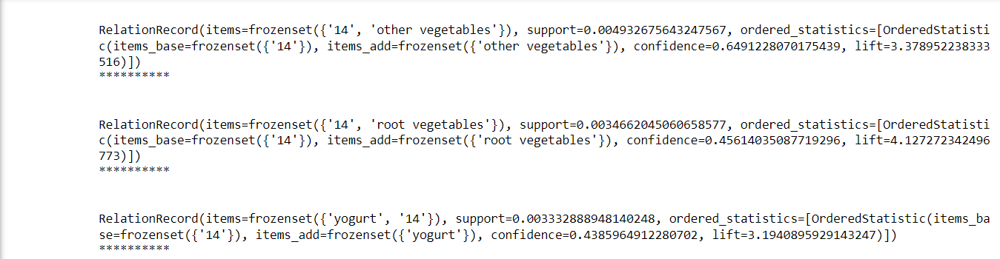 RelationRecord(items=frozenset({'14', 'other vegetables'}), support=0.004932675643247567, ordered_statistics=[OrderedStatisti
c(items_base=frozenset({'14'}), items_add=frozenset({'other vegetables'}), confidence=0.6491228070175439, lift=3.378952238333
516)])
**********
RelationRecord(items=frozenset({'14', 'root vegetables'}), support=0.0034662045060658577, ordered_statistics=[OrderedStatisti
c(items_base=frozenset({'14'}), items_add=frozenset({'root vegetables'}), confidence=0.45614035087719296, lift=4.127272342496
773)])
**********
RelationRecord(items=frozenset({'yogurt', '14'}), support=0.003332888948140248, ordered_statistics=[OrderedStatistic(items_ba
se=frozenset({'14'}), items_add=frozenset({'yogurt'}), confidence=0.4385964912280702, lift=3.1940895929143247)])
**********